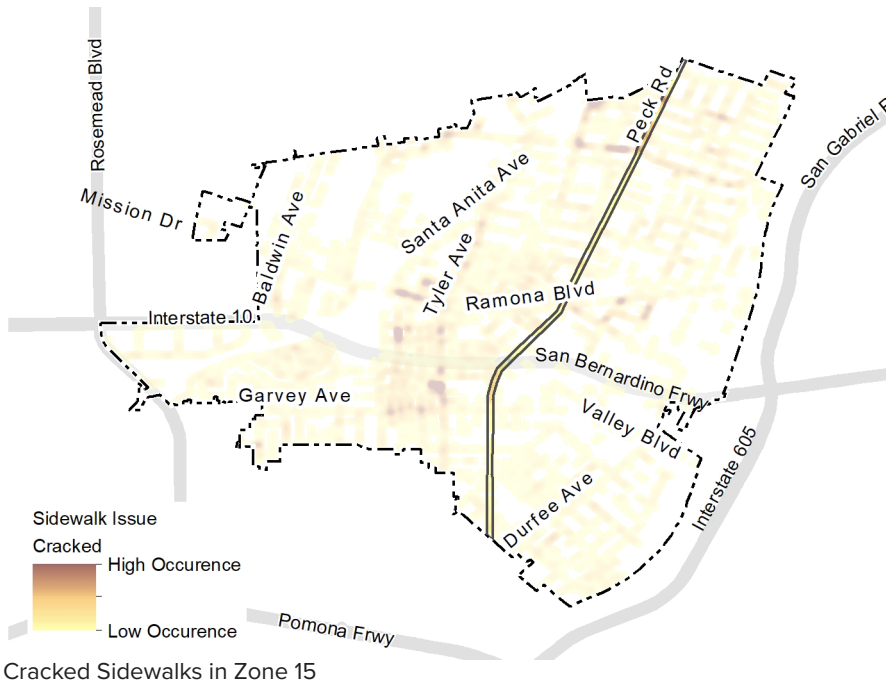 Rosemead Blvd
Peck Rd
San Gabriel R
Mission Dr
Baldwin Ave
Santa Anita Ave
Tyler Ave
Ramona Blvd
Interstate 10
San Bernardino Frwy
Garvey Ave
Valley Blvd
Interstate 605
Durfee Ave
Sidewalk Issue
Cracked
High Occurence
Low Occurence
Pomona Frwy
Cracked Sidewalks in Zone 15